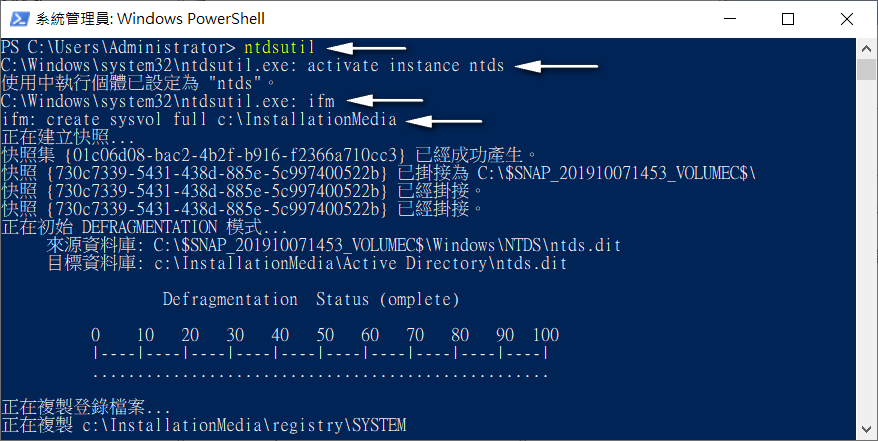 系統管理員: Windows PowerShell
PS C:\Users\Administrator> ntdsutil
C:\Windows\system32\ntdsutil.exe: activate instance ntds
使用中執行個體已設定為 "ntds"。
C:\Windows\system32\ntdsutil.exe: ifm
ifm: create sysvol full c:\InstallationMedia
正在建立快照...
快照集 {01c06d08-bac2-4b2f-b916-f2366a710cc3} 已經成功產生。
快照 {730c7339-5431-438d-885e-5c997400522b} 已掛接為 C:\$SNAP_201910071453_VOLUMEC$\
快照 {730c7339-5431-438d-885e-5c997400522b} 已經掛接。
快照 {730c7339-5431-438d-885e-5c997400522b} 已經掛接。
正在初始 DEFRAGMENTATION 模式...
來源資料庫: C:\$SNAP_201910071453_VOLUMEC$\Windows\NTDS\ntds.dit
目標資料庫: c:\InstallationMedia\Active Directory\ntds.dit
Defragmentation  Status (omplete)
0    10   20   30   40   50   60   70   80   90  100
|----|----|----|----|----|----|----|----|----|----|
...................................................
正在複製登錄檔案...
正在複製 c:\InstallationMedia\registry\SYSTEM